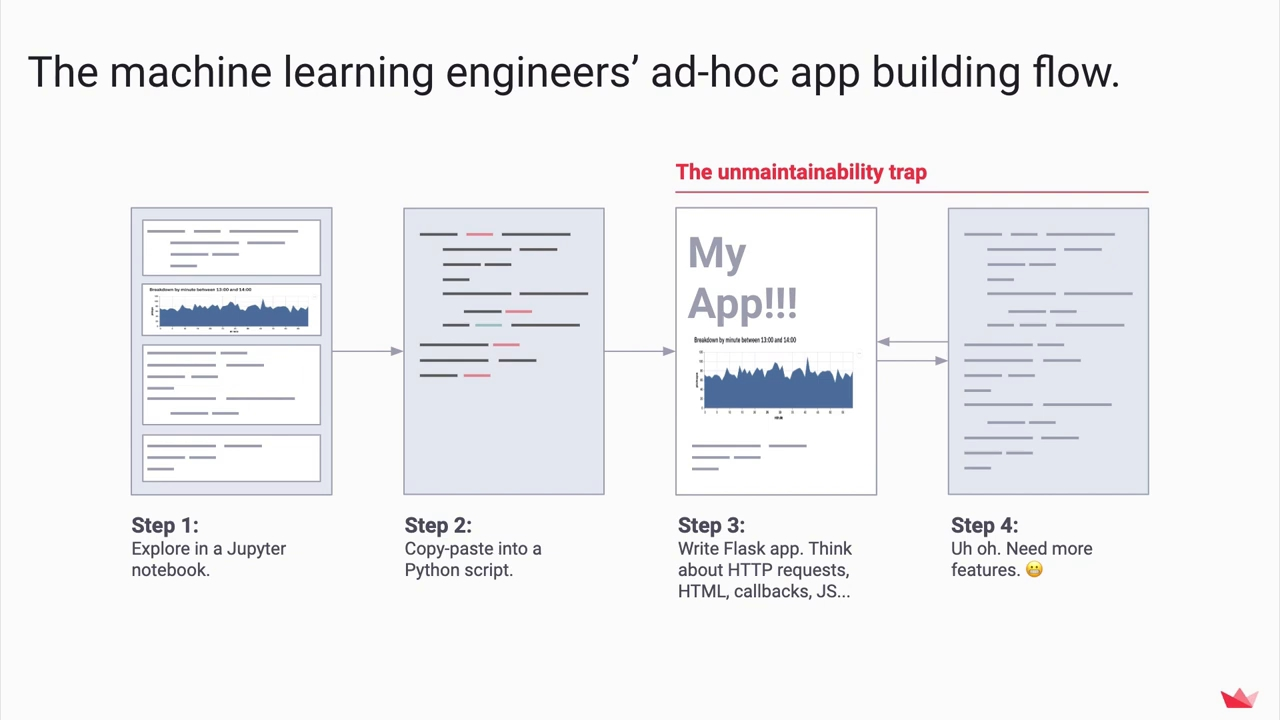 The machine learning engineers’ ad-hoc app building flow.
The unmaintainability trap
Breakdown by minute between 13:00 and 14:00
My
App!!!
Breakdown by minute between 13:00 and 14:00
Step 1:
Explore in a Jupyter
notebook.
Step 2:
Copy-paste into a
Python script.
Step 3:
Write Flask app. Think
about HTTP requests,
HTML, callbacks, JS...
Step 4:
Uh oh. Need more
features. 😬